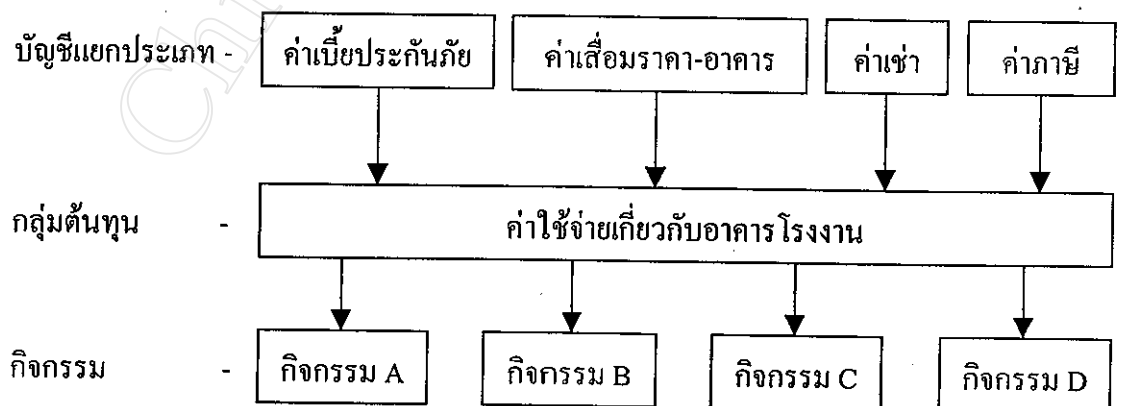 บัญชีแยกประเภท - ค่าเบี้ยประกันภัย ค่าเสื่อมราคา-อาคาร ค่าเช่า ค่าภาษี
กลุ่มต้นทุน - ค่าใช้จ่ายเกี่ยวกับอาคารโรงงาน
กิจกรรม - กิจกรรม A กิจกรรม B กิจกรรม C กิจกรรม D